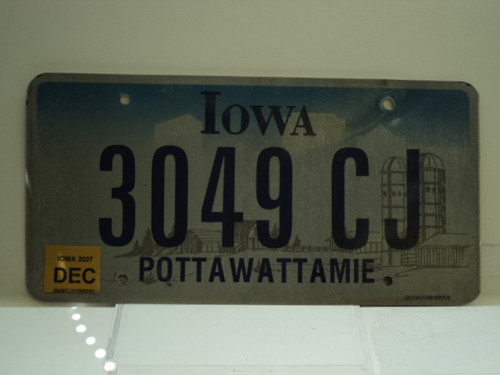 IOWA
3049 CJ
IOWA 2007
DEC
POTTAWATTAMIE